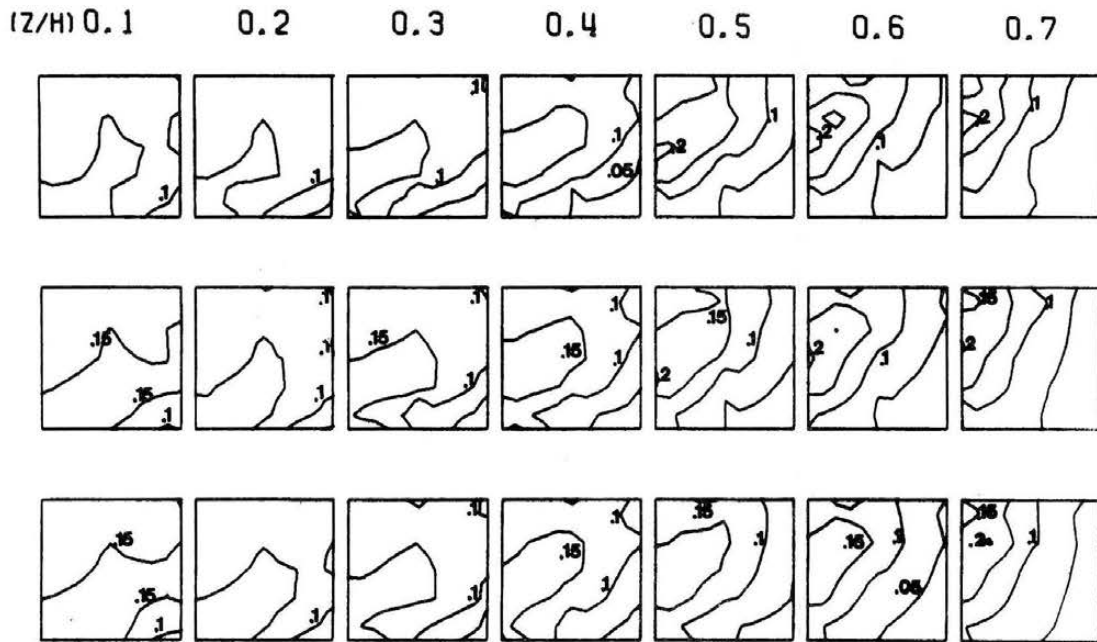 (Z/H) 0.1 0.2 0.3 0.4 0.5 0.6 0.7
.1 .1 .1 .1 .05 .2 .1 .2 .1 .2 .1
.15 .15 .1 .1 .1 .1 .15 .1 .1 .15 .1 .15 .1 .2 .2 .1 .15 .1 .2
.15 .15 .1 .1 .1 .1 .15 .1 .1 .15 .1 .15 .1 .05 .15 .2 .1